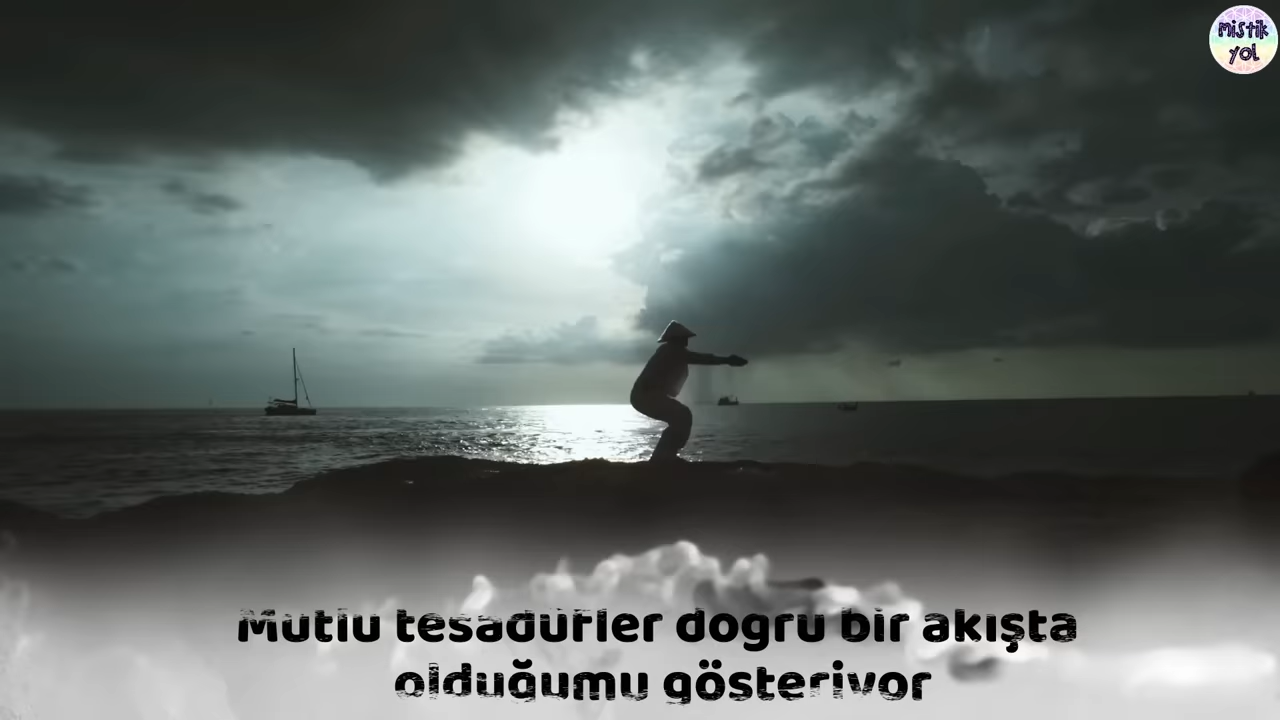 Mistik
yol
Mutlu tesadüfler doğru bir akışta
olduğumu gösteriyor